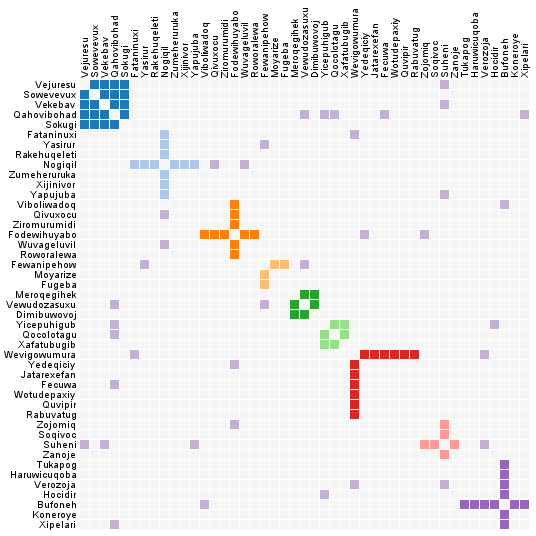 Vejuresu
Sowevevux
Vekebav
Qahovibohad
Sokugi
Fataninuxi
Yasirur
Rakehuqeleti
Nogiqil
Zumeheruruka
Xijinivor
Yapujuba
Viboliwadoq
Qivuxocu
Ziromurumidi
Fodewihuyabo
Wuvageluvil
Roworalewa
Fewanipehow
Moyarize
Fugeba
Meroqegihek
Vewudozasuxu
Dimibuwovoj
Yicepuhigub
Qocolotagu
Xafatubugib
Wevigowumura
Yedeqiciy
Jatarexefan
Fecuwa
Wotudepaxiy
Quvipir
Rabuvatug
Zojomiq
Soqivoc
Suheni
Zanoje
Tukapog
Haruwicuqoba
Verozoja
Hocidir
Bufoneh
Koneroye
Xipelari
Vejuresu
Sowevevux
Vekebav
Qahovibohad
Sokugi
Fataninuxi
Yasirur
Rakehuqeleti
Nogiqil
Zumeheruruka
Xijinivor
Yapujuba
Viboliwadoq
Qivuxocu
Ziromurumidi
Fodewihuyabo
Wuvageluvil
Roworalewa
Fewanipehow
Moyarize
Fugeba
Meroqegihek
Vewudozasuxu
Dimibuwovoj
Yicepuhigub
Qocolotagu
Xafatubugib
Wevigowumura
Yedeqiciy
Jatarexefan
Fecuwa
Wotudepaxiy
Quvipir
Rabuvatug
Zojomiq
Soqivoc
Suheni
Zanoje
Tukapog
Haruwicuqoba
Verozoja
Hocidir
Bufoneh
Koneroye
Xipelari